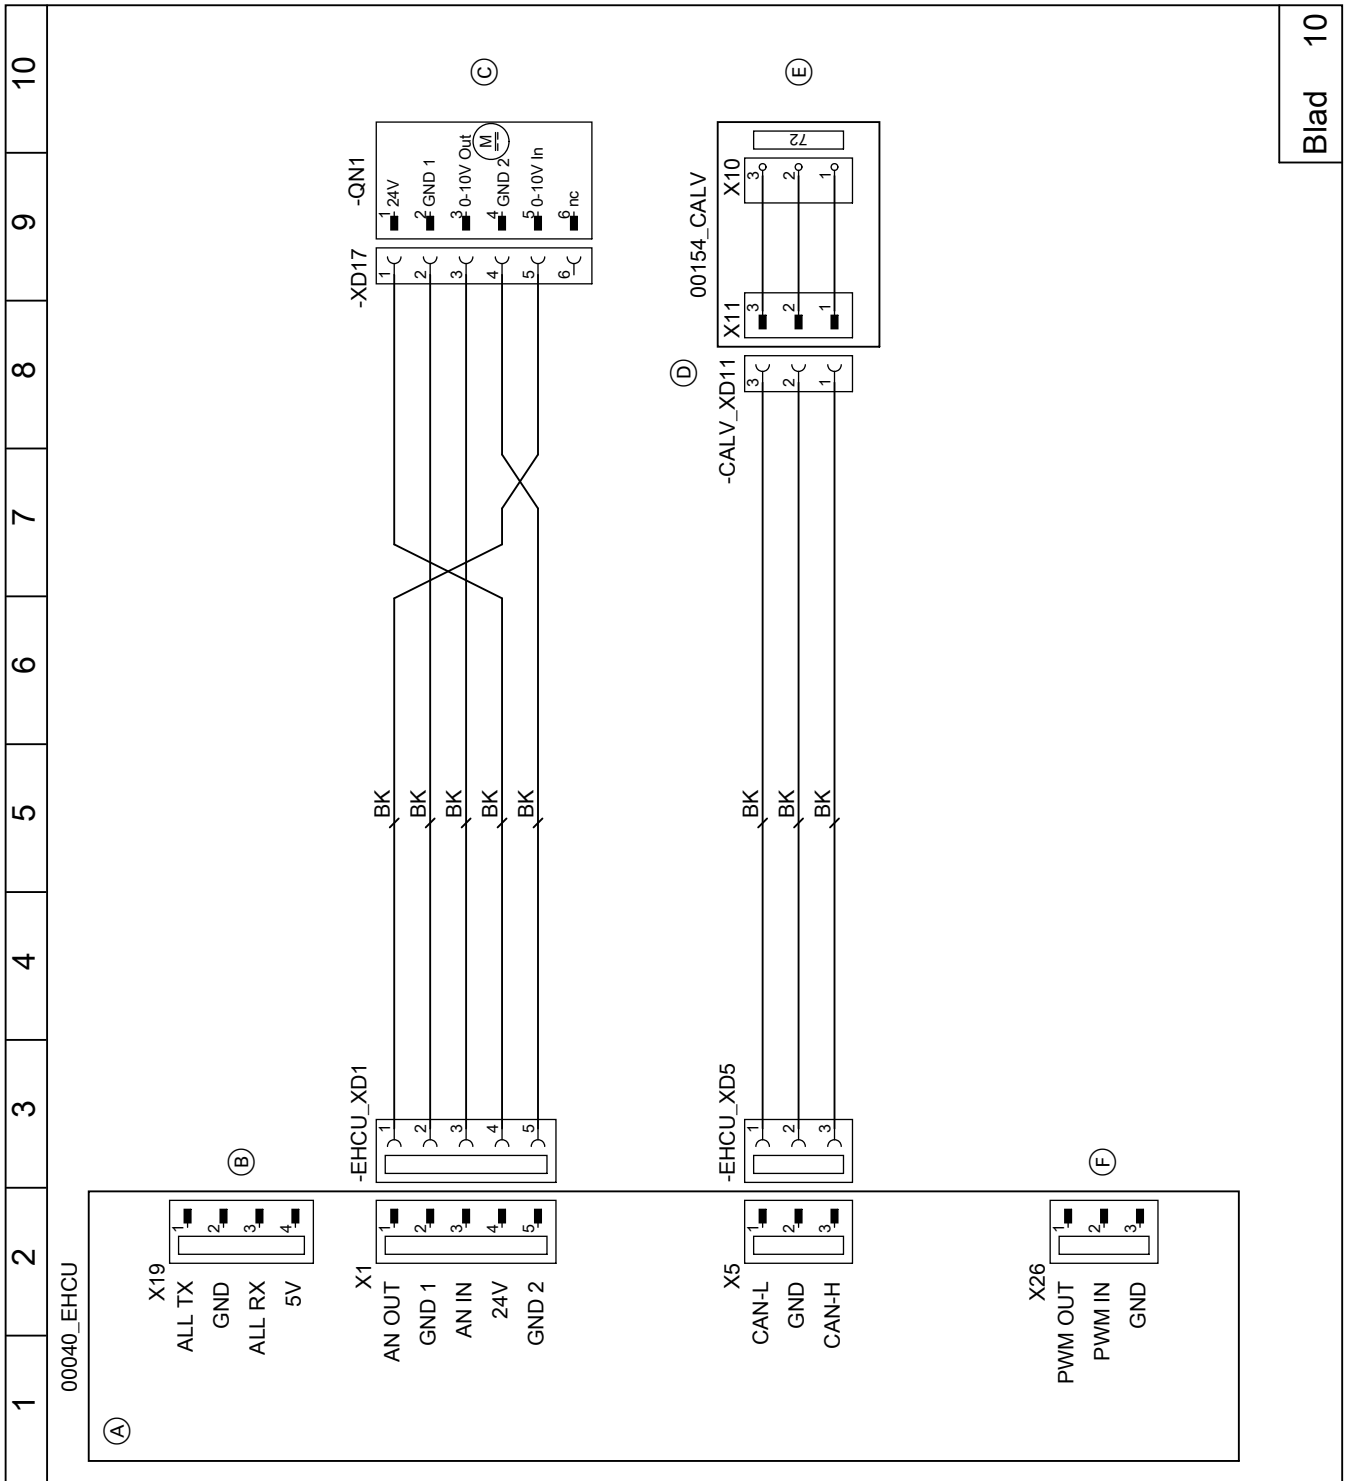 1 2 3 4 5 6 7 8 9 10
00040_EHCU
A
X19
ALL TX 1
GND 2
ALL RX 3
5V 4
B
X1
AN OUT 1
GND 1 2
AN IN 3
24V 4
GND 2 5
-EHCU_XD1
1
2
3
4
5
BK
BK
BK
BK
BK
-XD17
1
2
3
4
5
6
-QN1
1 24V
2 GND 1
3 0-10V Out
4 GND 2
5 0-10V In
6 nc
M
C
X5
CAN-L 1
GND 2
CAN-H 3
-EHCU_XD5
1
2
3
BK
BK
BK
D
-CALV_XD11
3
2
1
00154_CALV
X11
3
2
1
X10
3
2
1
72
E
X26
PWM OUT 1
PWM IN 2
GND 3
F
Blad 10